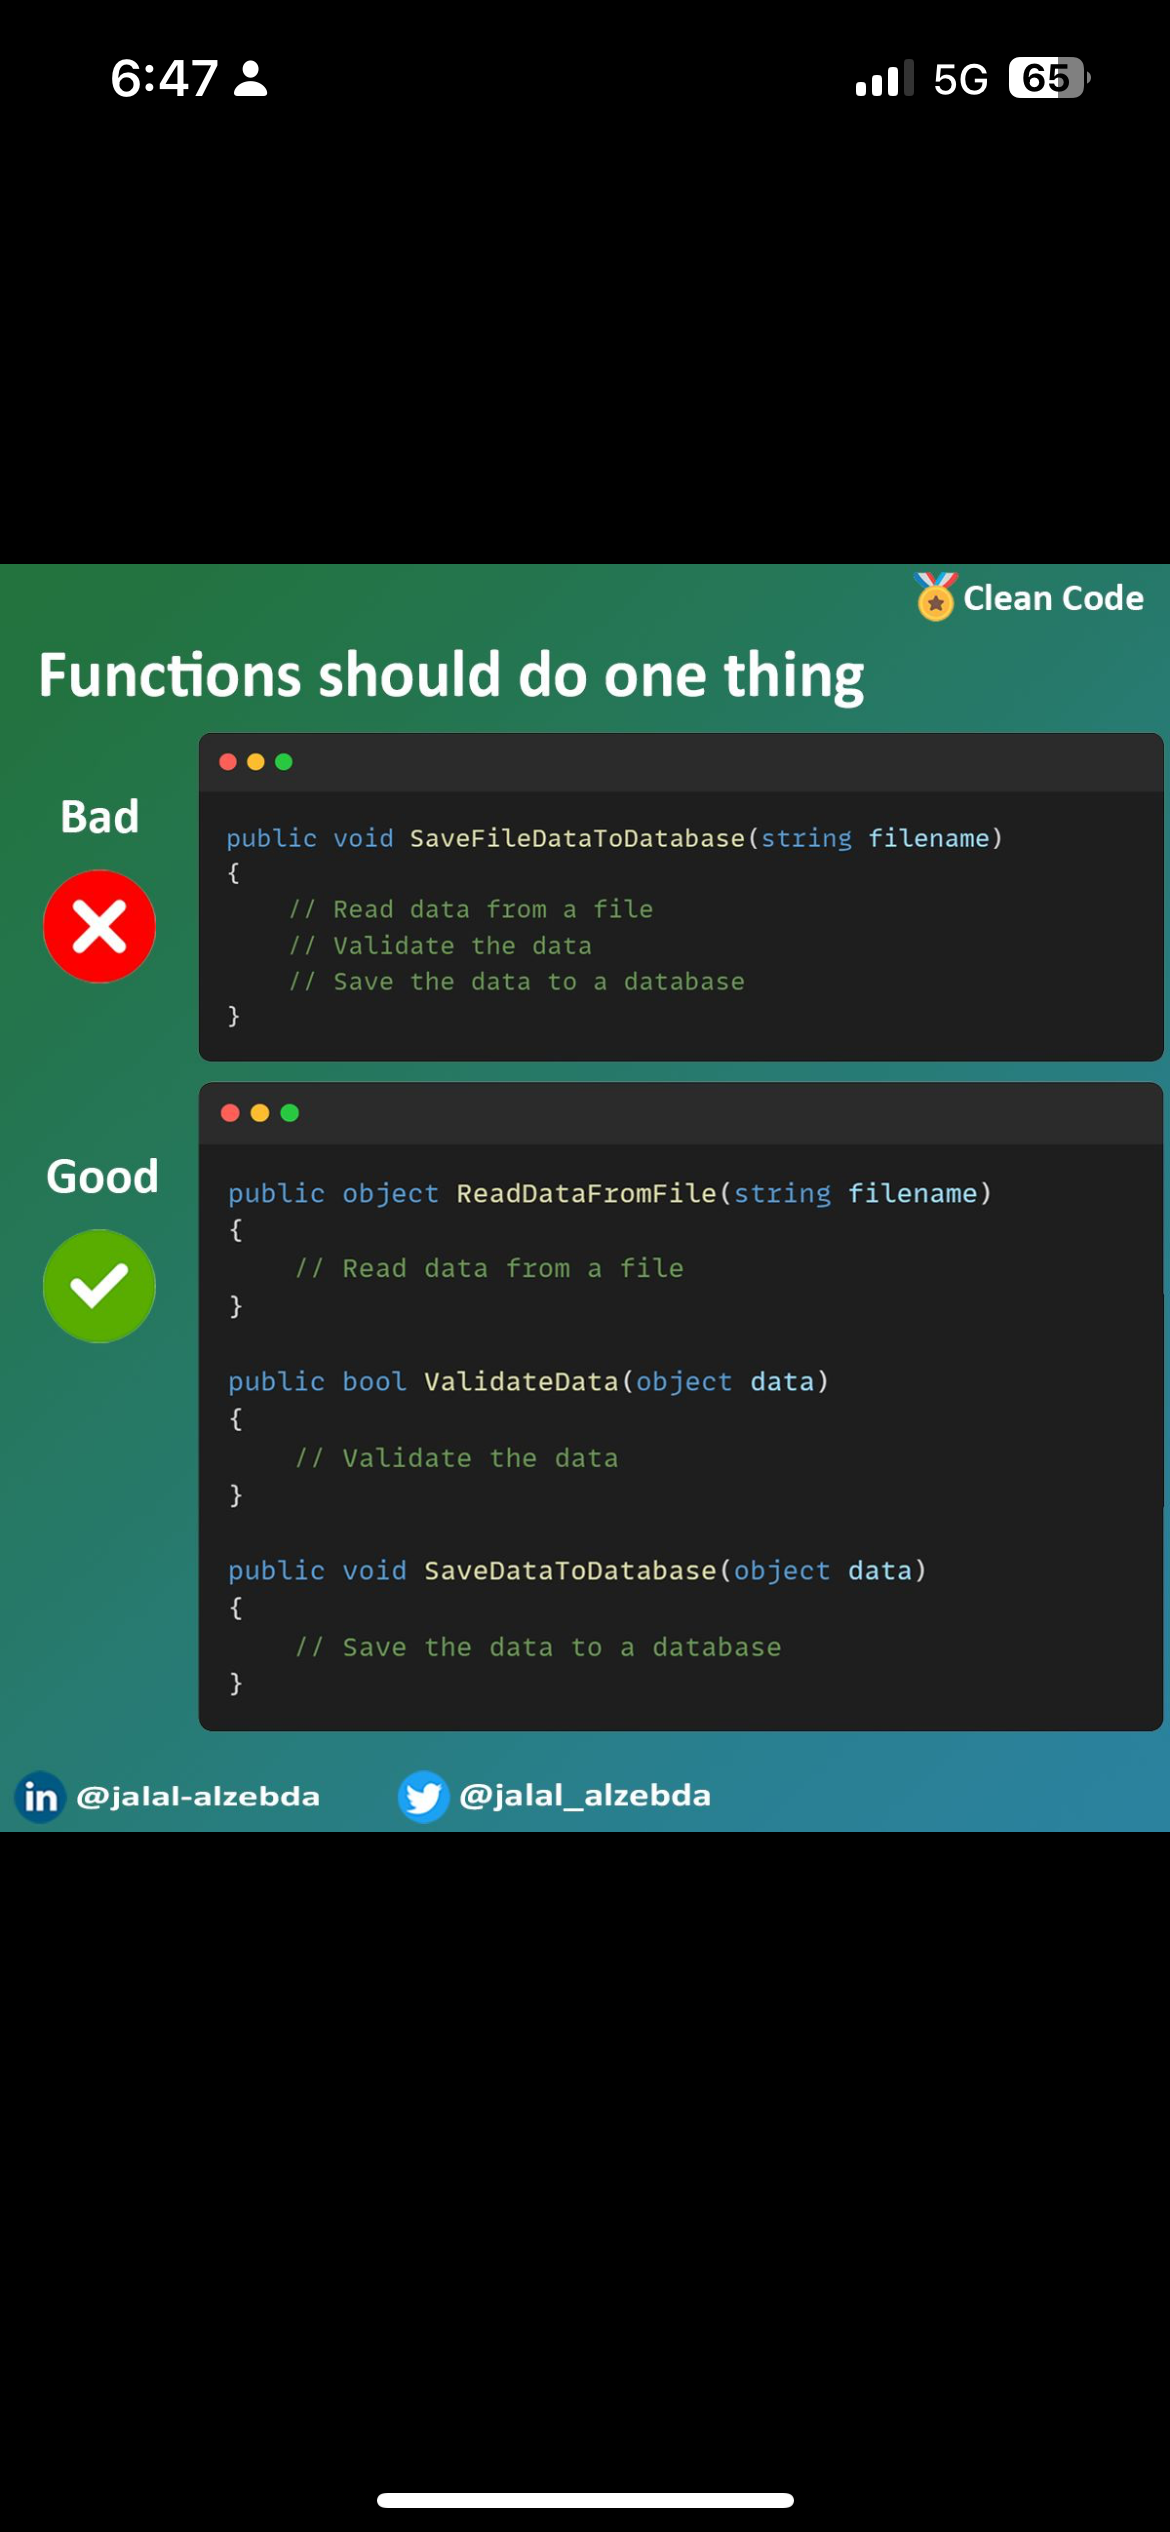 6:47
5G
65
Clean Code
Functions should do one thing
Bad
public void SaveFileDataToDatabase(string filename)
{
    // Read data from a file
    // Validate the data
    // Save the data to a database
}
Good
public object ReadDataFromFile(string filename)
{
    // Read data from a file
}
public bool ValidateData(object data)
{
    // Validate the data
}
public void SaveDataToDatabase(object data)
{
    // Save the data to a database
}
in @jalal-alzebda
@jalal_alzebda